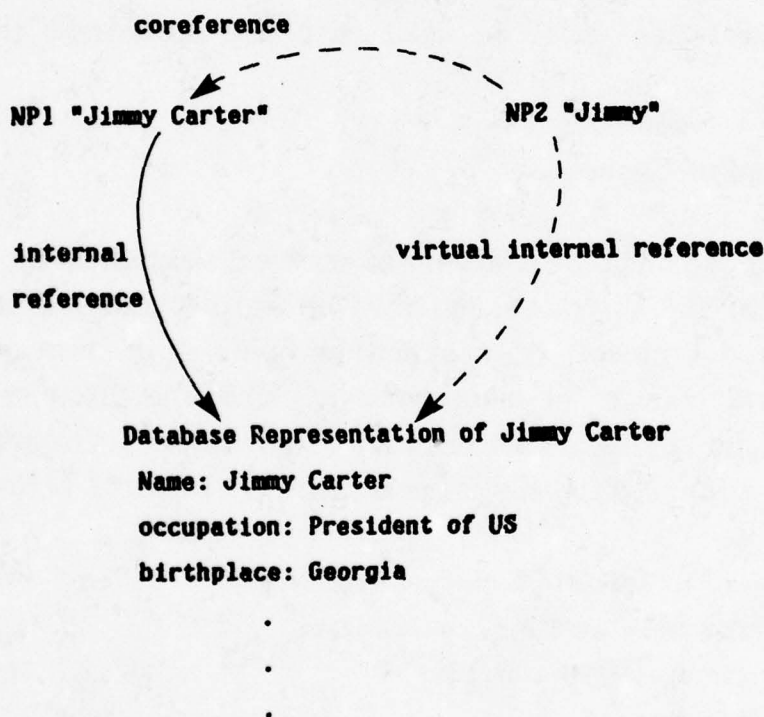 coreference
NP1 "Jimmy Carter" NP2 "Jimmy"
internal virtual internal reference
reference
Database Representation of Jimmy Carter
Name: Jimmy Carter
occupation: President of US
birthplace: Georgia
.
.
.